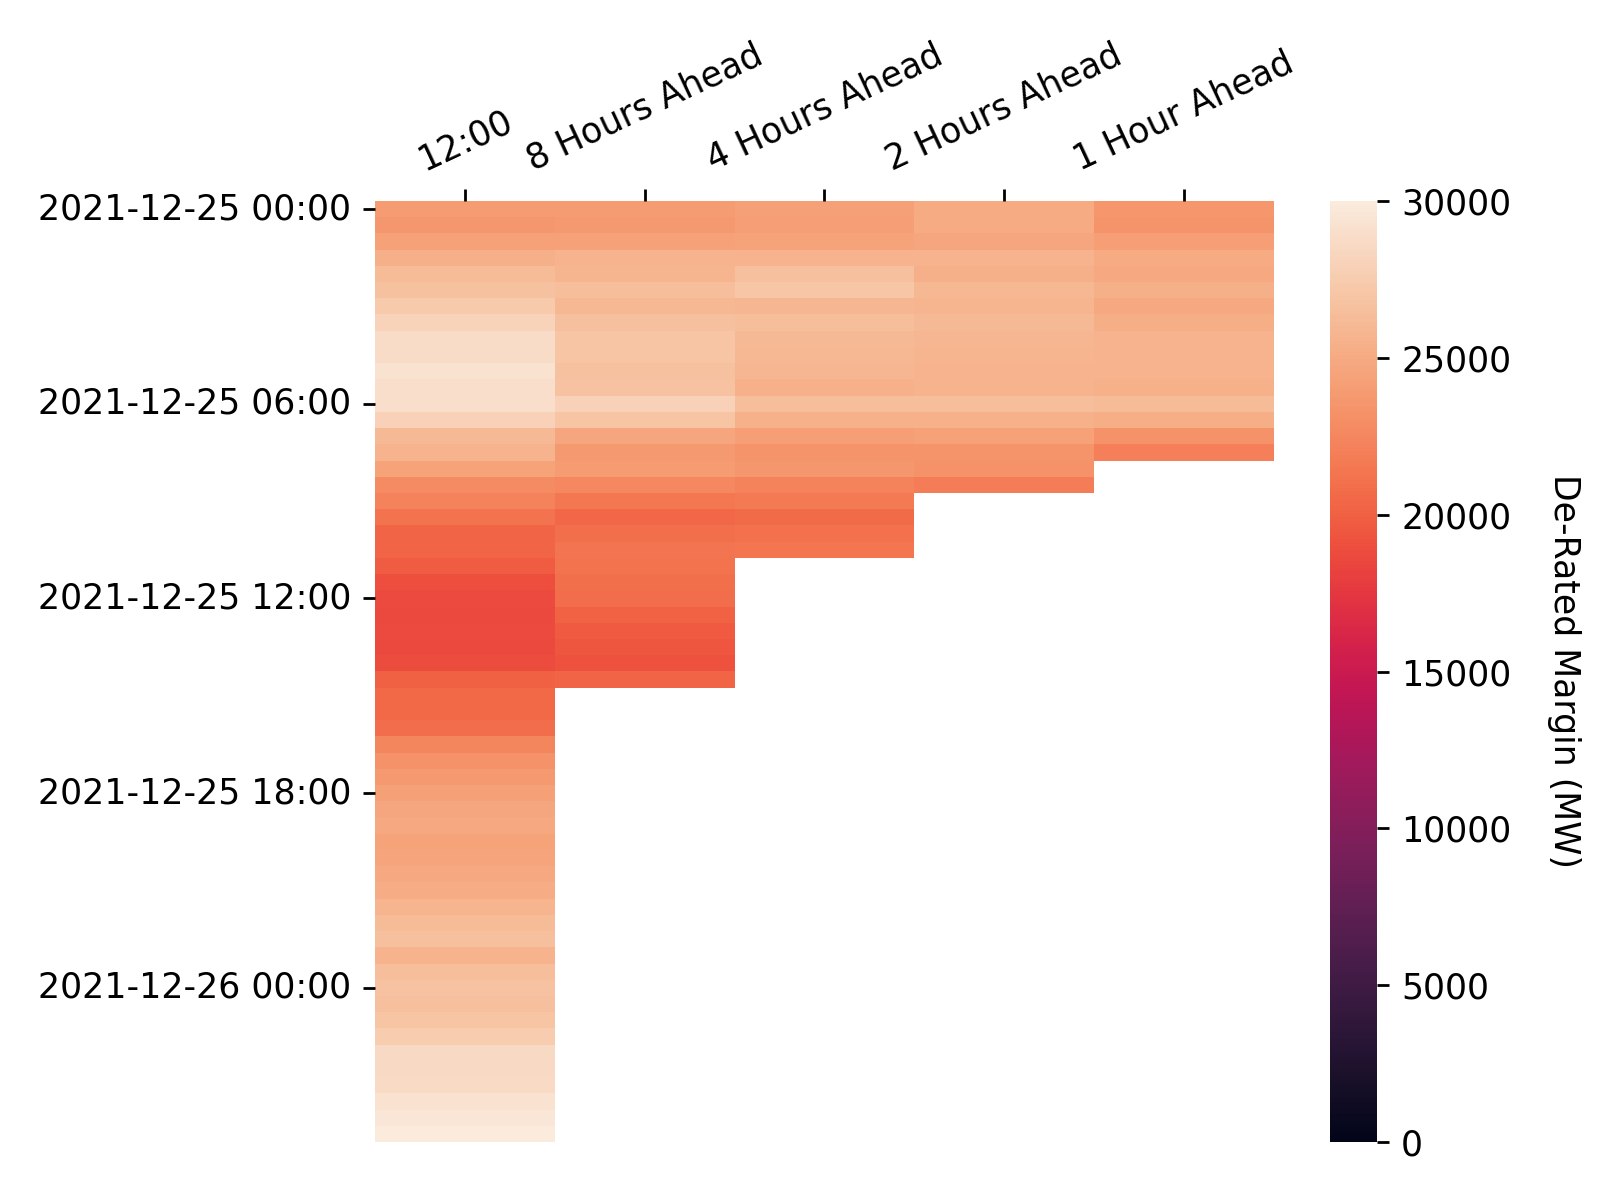 12:00
8 Hours Ahead
4 Hours Ahead
2 Hours Ahead
1 Hour Ahead
2021-12-25 00:00
2021-12-25 06:00
2021-12-25 12:00
2021-12-25 18:00
2021-12-26 00:00
30000
25000
20000
15000
10000
5000
0
De-Rated Margin (MW)